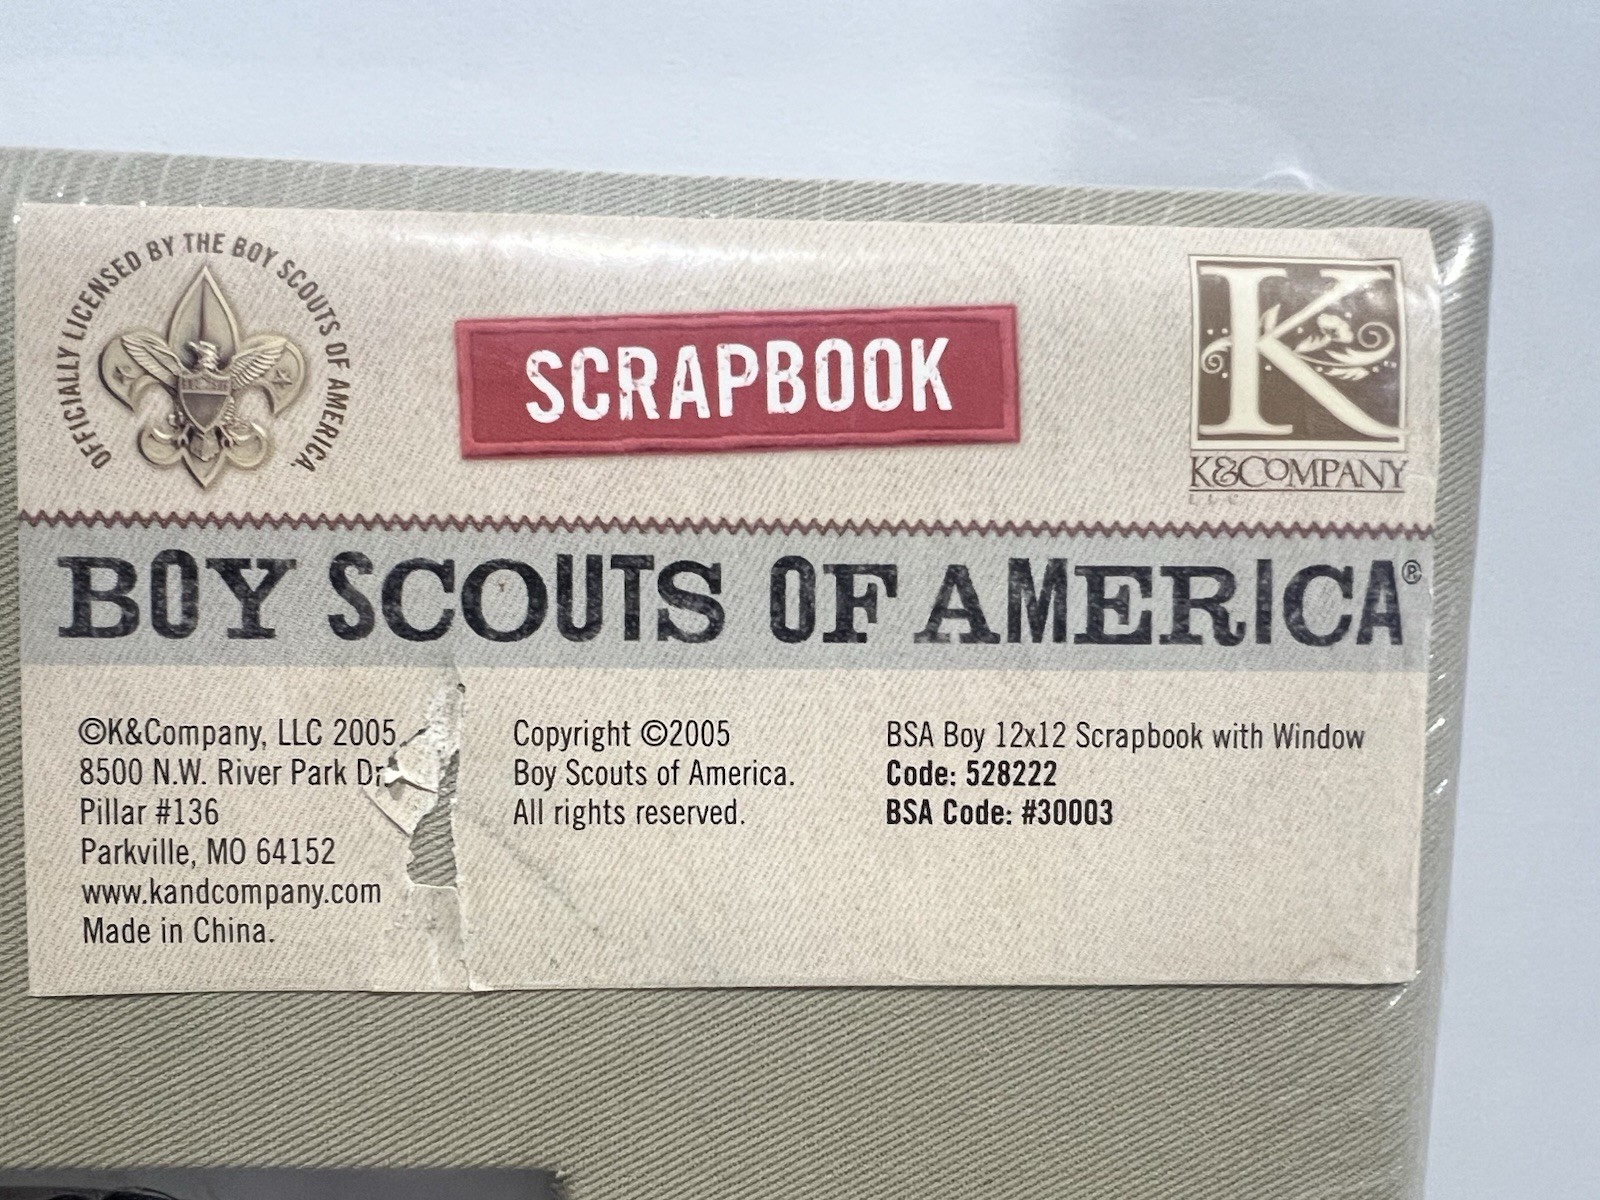 OFFICIALLY LICENSED BY THE BOY SCOUTS OF AMERICA.
SCRAPBOOK
K
K&COMPANY
LLC
BOY SCOUTS OF AMERICA®
©K&Company, LLC 2005
8500 N.W. River Park Dr.
Pillar #136
Parkville, MO 64152
www.kandcompany.com
Made in China.
Copyright ©2005
Boy Scouts of America.
All rights reserved.
BSA Boy 12x12 Scrapbook with Window
Code: 528222
BSA Code: #30003